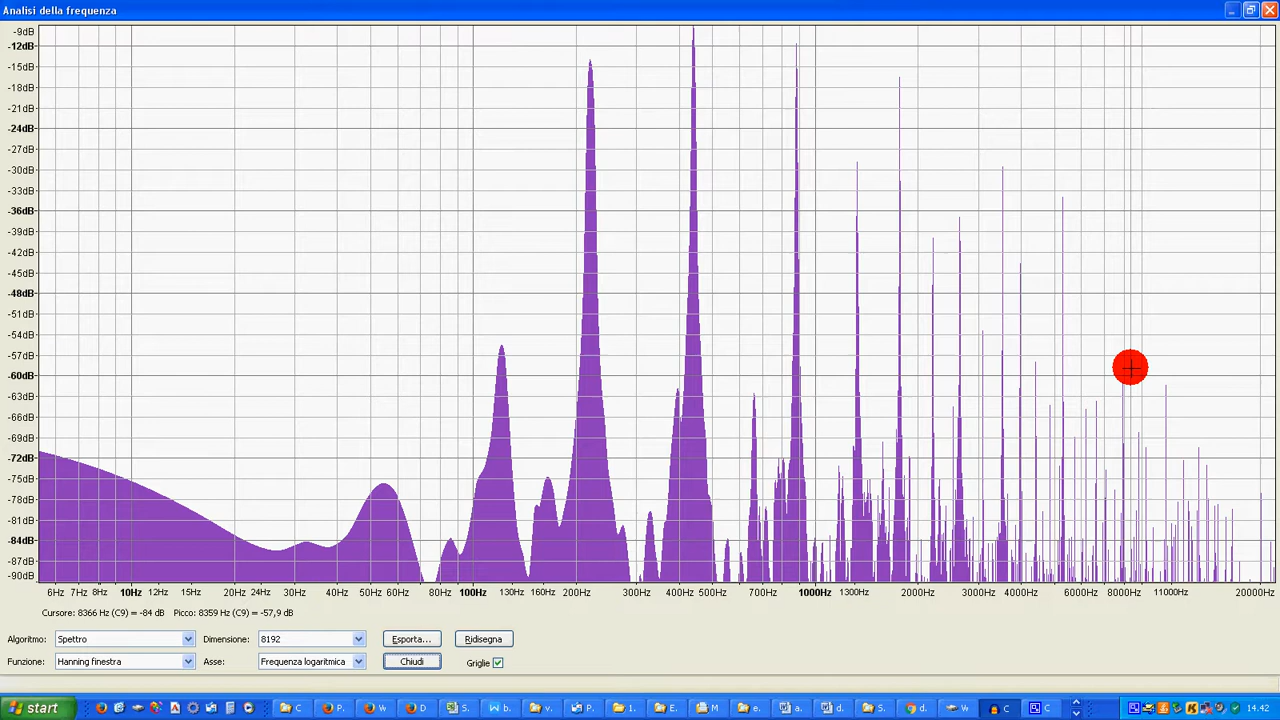 Analisi della frequenza
-9dB
-12dB
-15dB
-18dB
-21dB
-24dB
-27dB
-30dB
-33dB
-36dB
-39dB
-42dB
-45dB
-48dB
-51dB
-54dB
-57dB
-60dB
-63dB
-66dB
-69dB
-72dB
-75dB
-78dB
-81dB
-84dB
-87dB
-90dB
6Hz 7Hz 8Hz 10Hz 12Hz 15Hz 20Hz 30Hz 40Hz 50Hz 60Hz 80Hz 100Hz 130Hz 160Hz 200Hz 300Hz 400Hz 500Hz 700Hz 1000Hz 1300Hz 2000Hz 3000Hz 4000Hz 6000Hz 8000Hz 11000Hz 20000Hz
Cursore: 8366 Hz (C9) = -84 dB Picco: 8359 Hz (C9) = -57,9 dB
Algoritmo: Spettro Dimensione: 8192 Esporta... Ridisegna
Funzione: Hanning finestra Asse: Frequenza logaritmica Chiudi Griglie
start C P. W D S. b. v. P. 1. E. M e. a. d. S. d. W C C 14.42